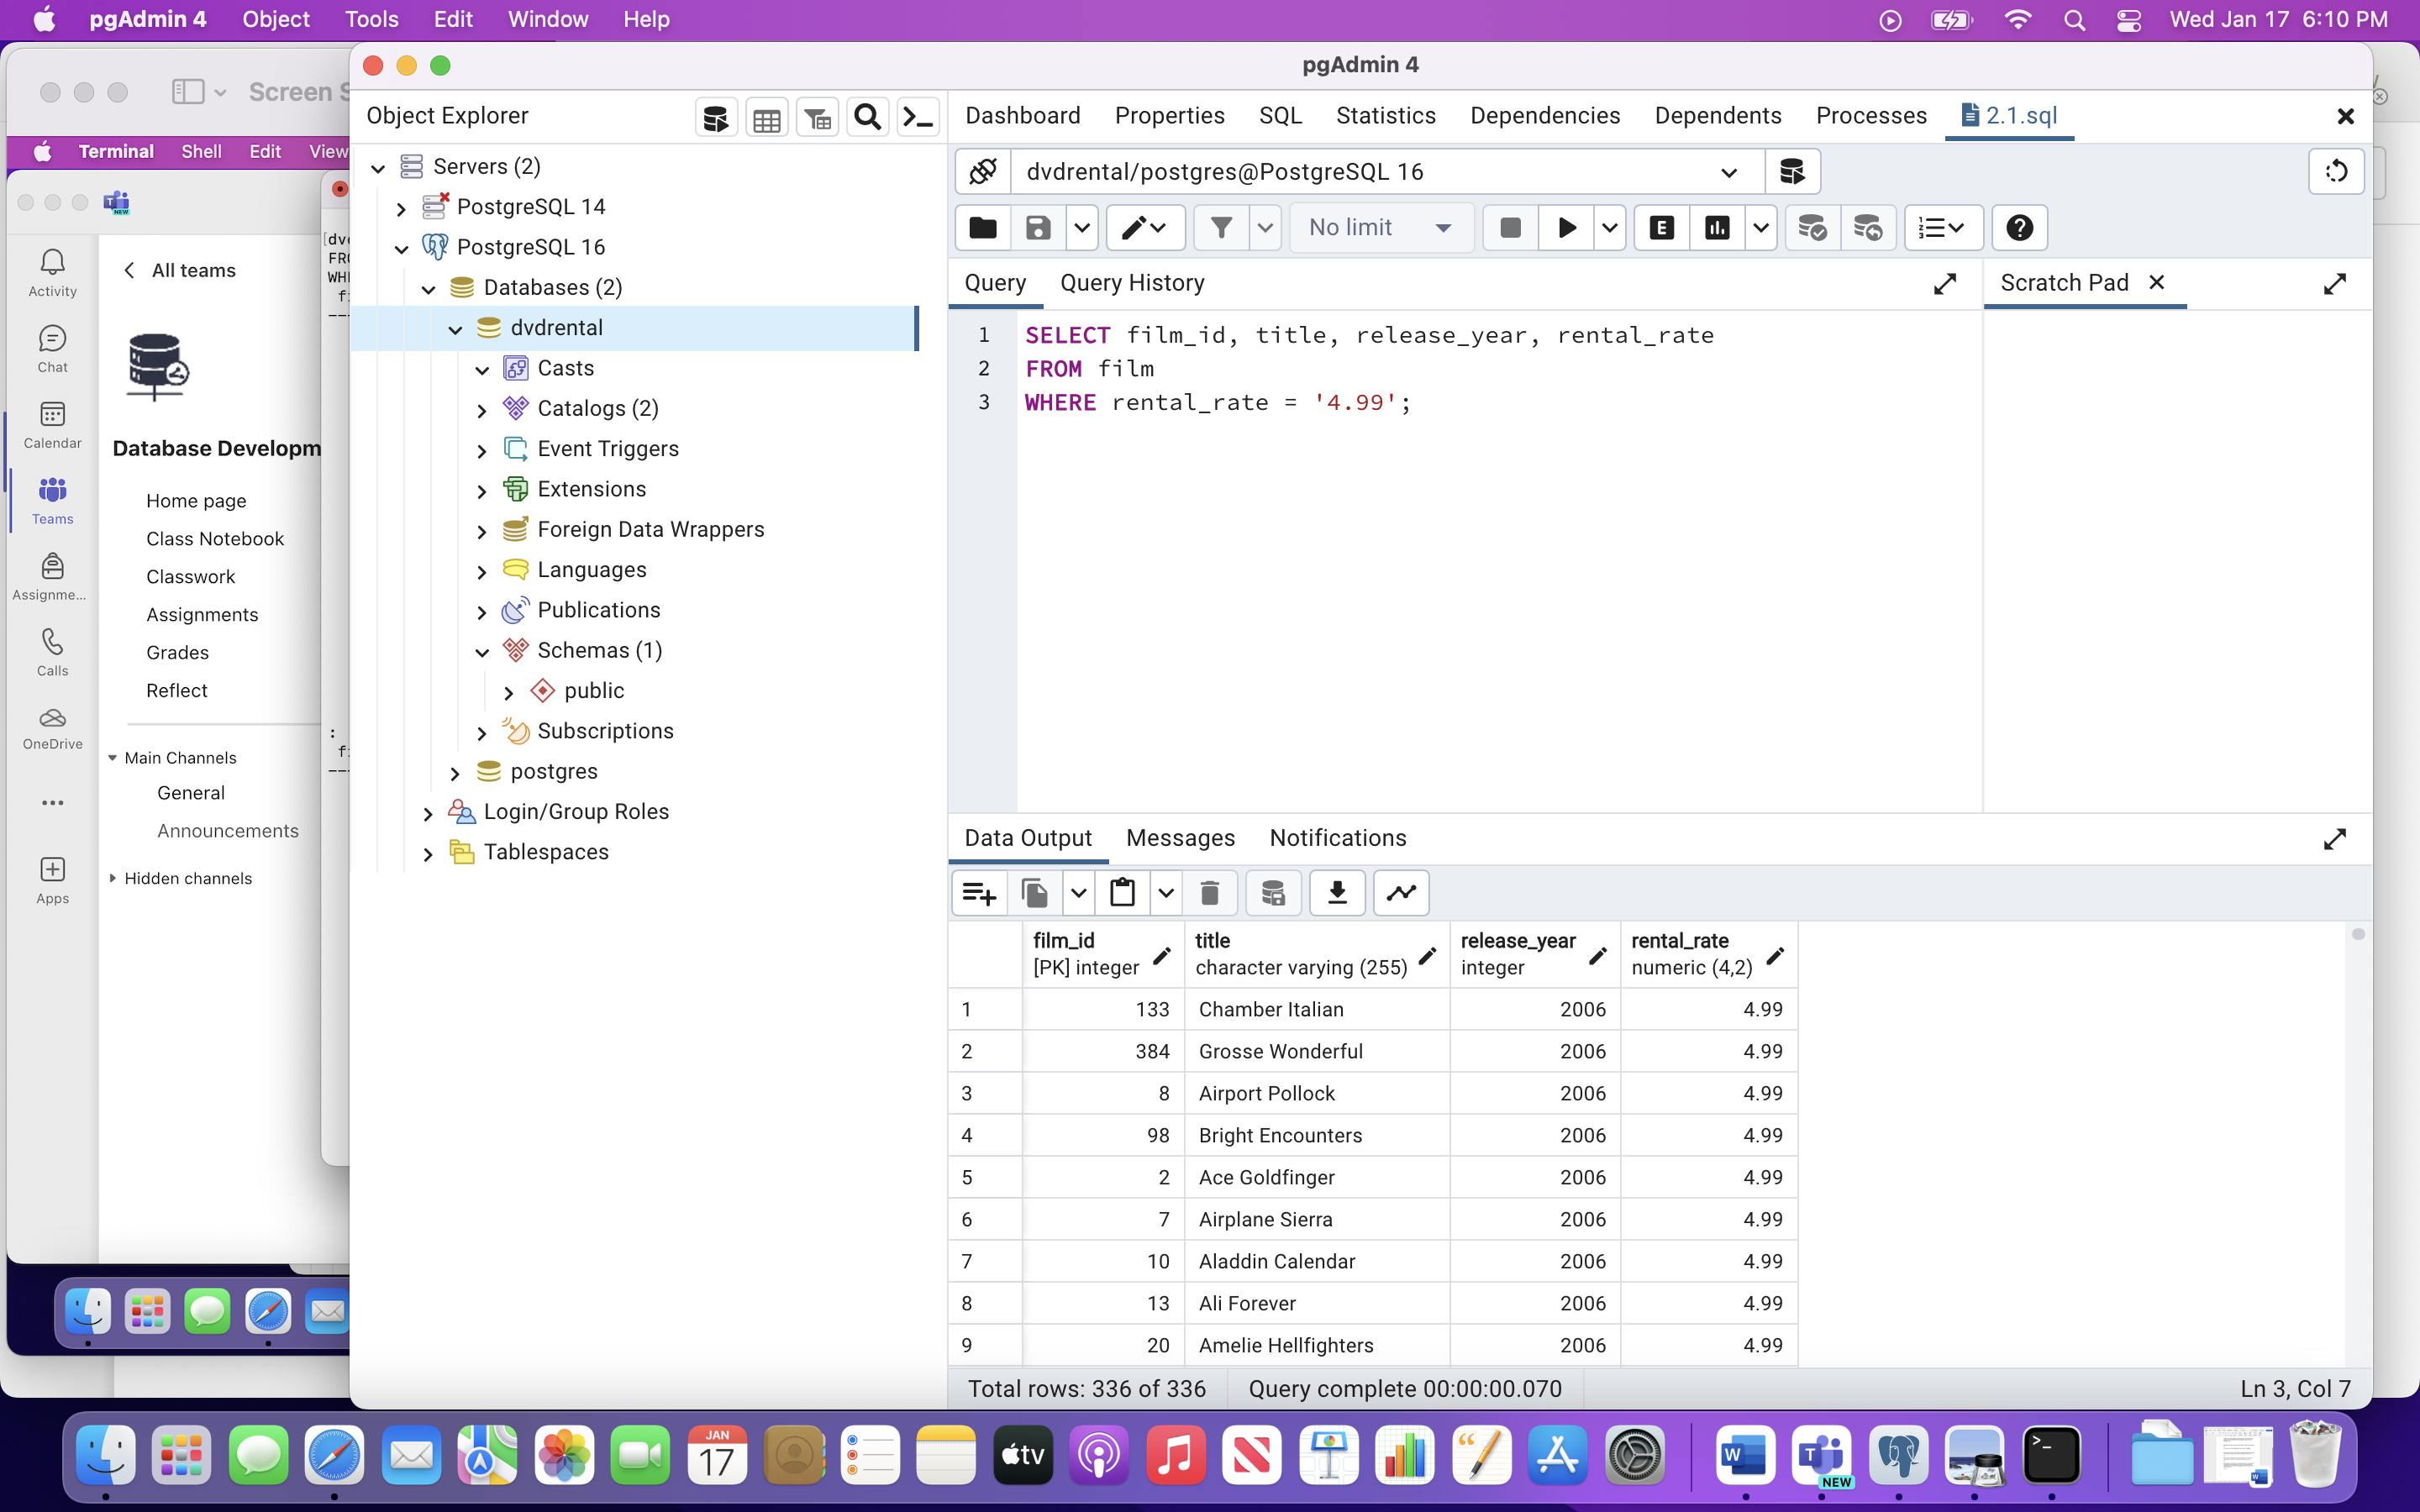 pgAdmin 4 Object Tools Edit Window Help Wed Jan 17 6:10 PM
Screen S
Terminal Shell Edit View
NEW
Activity
Chat
Calendar
Teams
Assignme...
Calls
OneDrive
Apps
All teams
Database Developm
Home page
Class Notebook
Classwork
Assignments
Grades
Reflect
Main Channels
General
Announcements
Hidden channels
FRO
WHE
pgAdmin 4
Object Explorer
Servers (2)
PostgreSQL 14
PostgreSQL 16
Databases (2)
dvdrental
Casts
Catalogs (2)
Event Triggers
Extensions
Foreign Data Wrappers
Languages
Publications
Schemas (1)
public
Subscriptions
postgres
Login/Group Roles
Tablespaces
Dashboard Properties SQL Statistics Dependencies Dependents Processes 2.1.sql
dvdrental/postgres@PostgreSQL 16
No limit
E
Query Query History Scratch Pad
1 SELECT film_id, title, release_year, rental_rate
2 FROM film
3 WHERE rental_rate = '4.99';
Data Output Messages Notifications
film_id title release_year rental_rate
[PK] integer character varying (255) integer numeric (4,2)
1 133 Chamber Italian 2006 4.99
2 384 Grosse Wonderful 2006 4.99
3 8 Airport Pollock 2006 4.99
4 98 Bright Encounters 2006 4.99
5 2 Ace Goldfinger 2006 4.99
6 7 Airplane Sierra 2006 4.99
7 10 Aladdin Calendar 2006 4.99
8 13 Ali Forever 2006 4.99
9 20 Amelie Hellfighters 2006 4.99
Total rows: 336 of 336 Query complete 00:00:00.070 Ln 3, Col 7
JAN
17
tv
W
T
NEW
>_